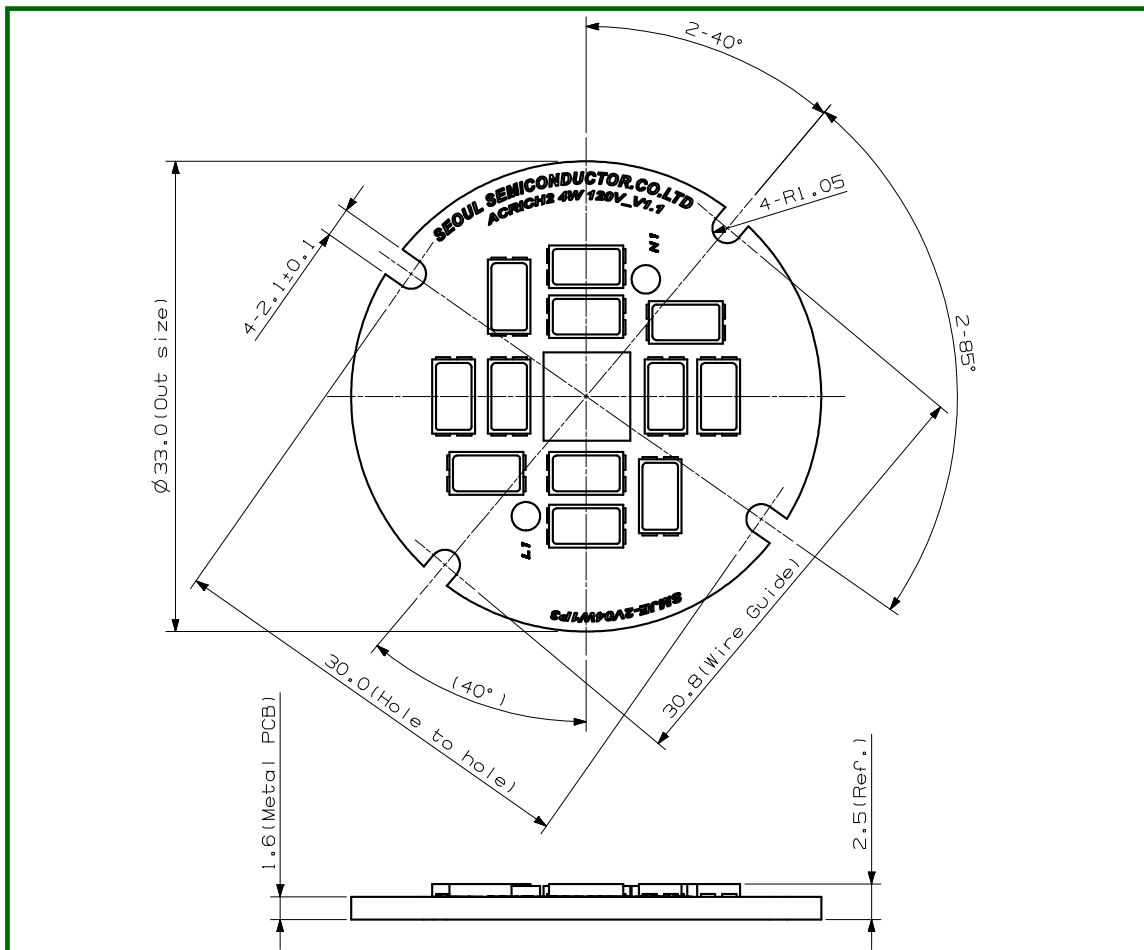 2-40°
SEOUL SEMICONDUCTOR.CO.LTD
ACRICH2 4W 120V_V1.1
4-R1.05
4-2.1±0.1
N1
Ø33.0(Out size)
2-85°
L1
SMJE-2V04W1P3
30.8(Wire Guide)
30.0(Hole to hole)
(40°)
1.6(Metal PCB)
2.5(Ref.)